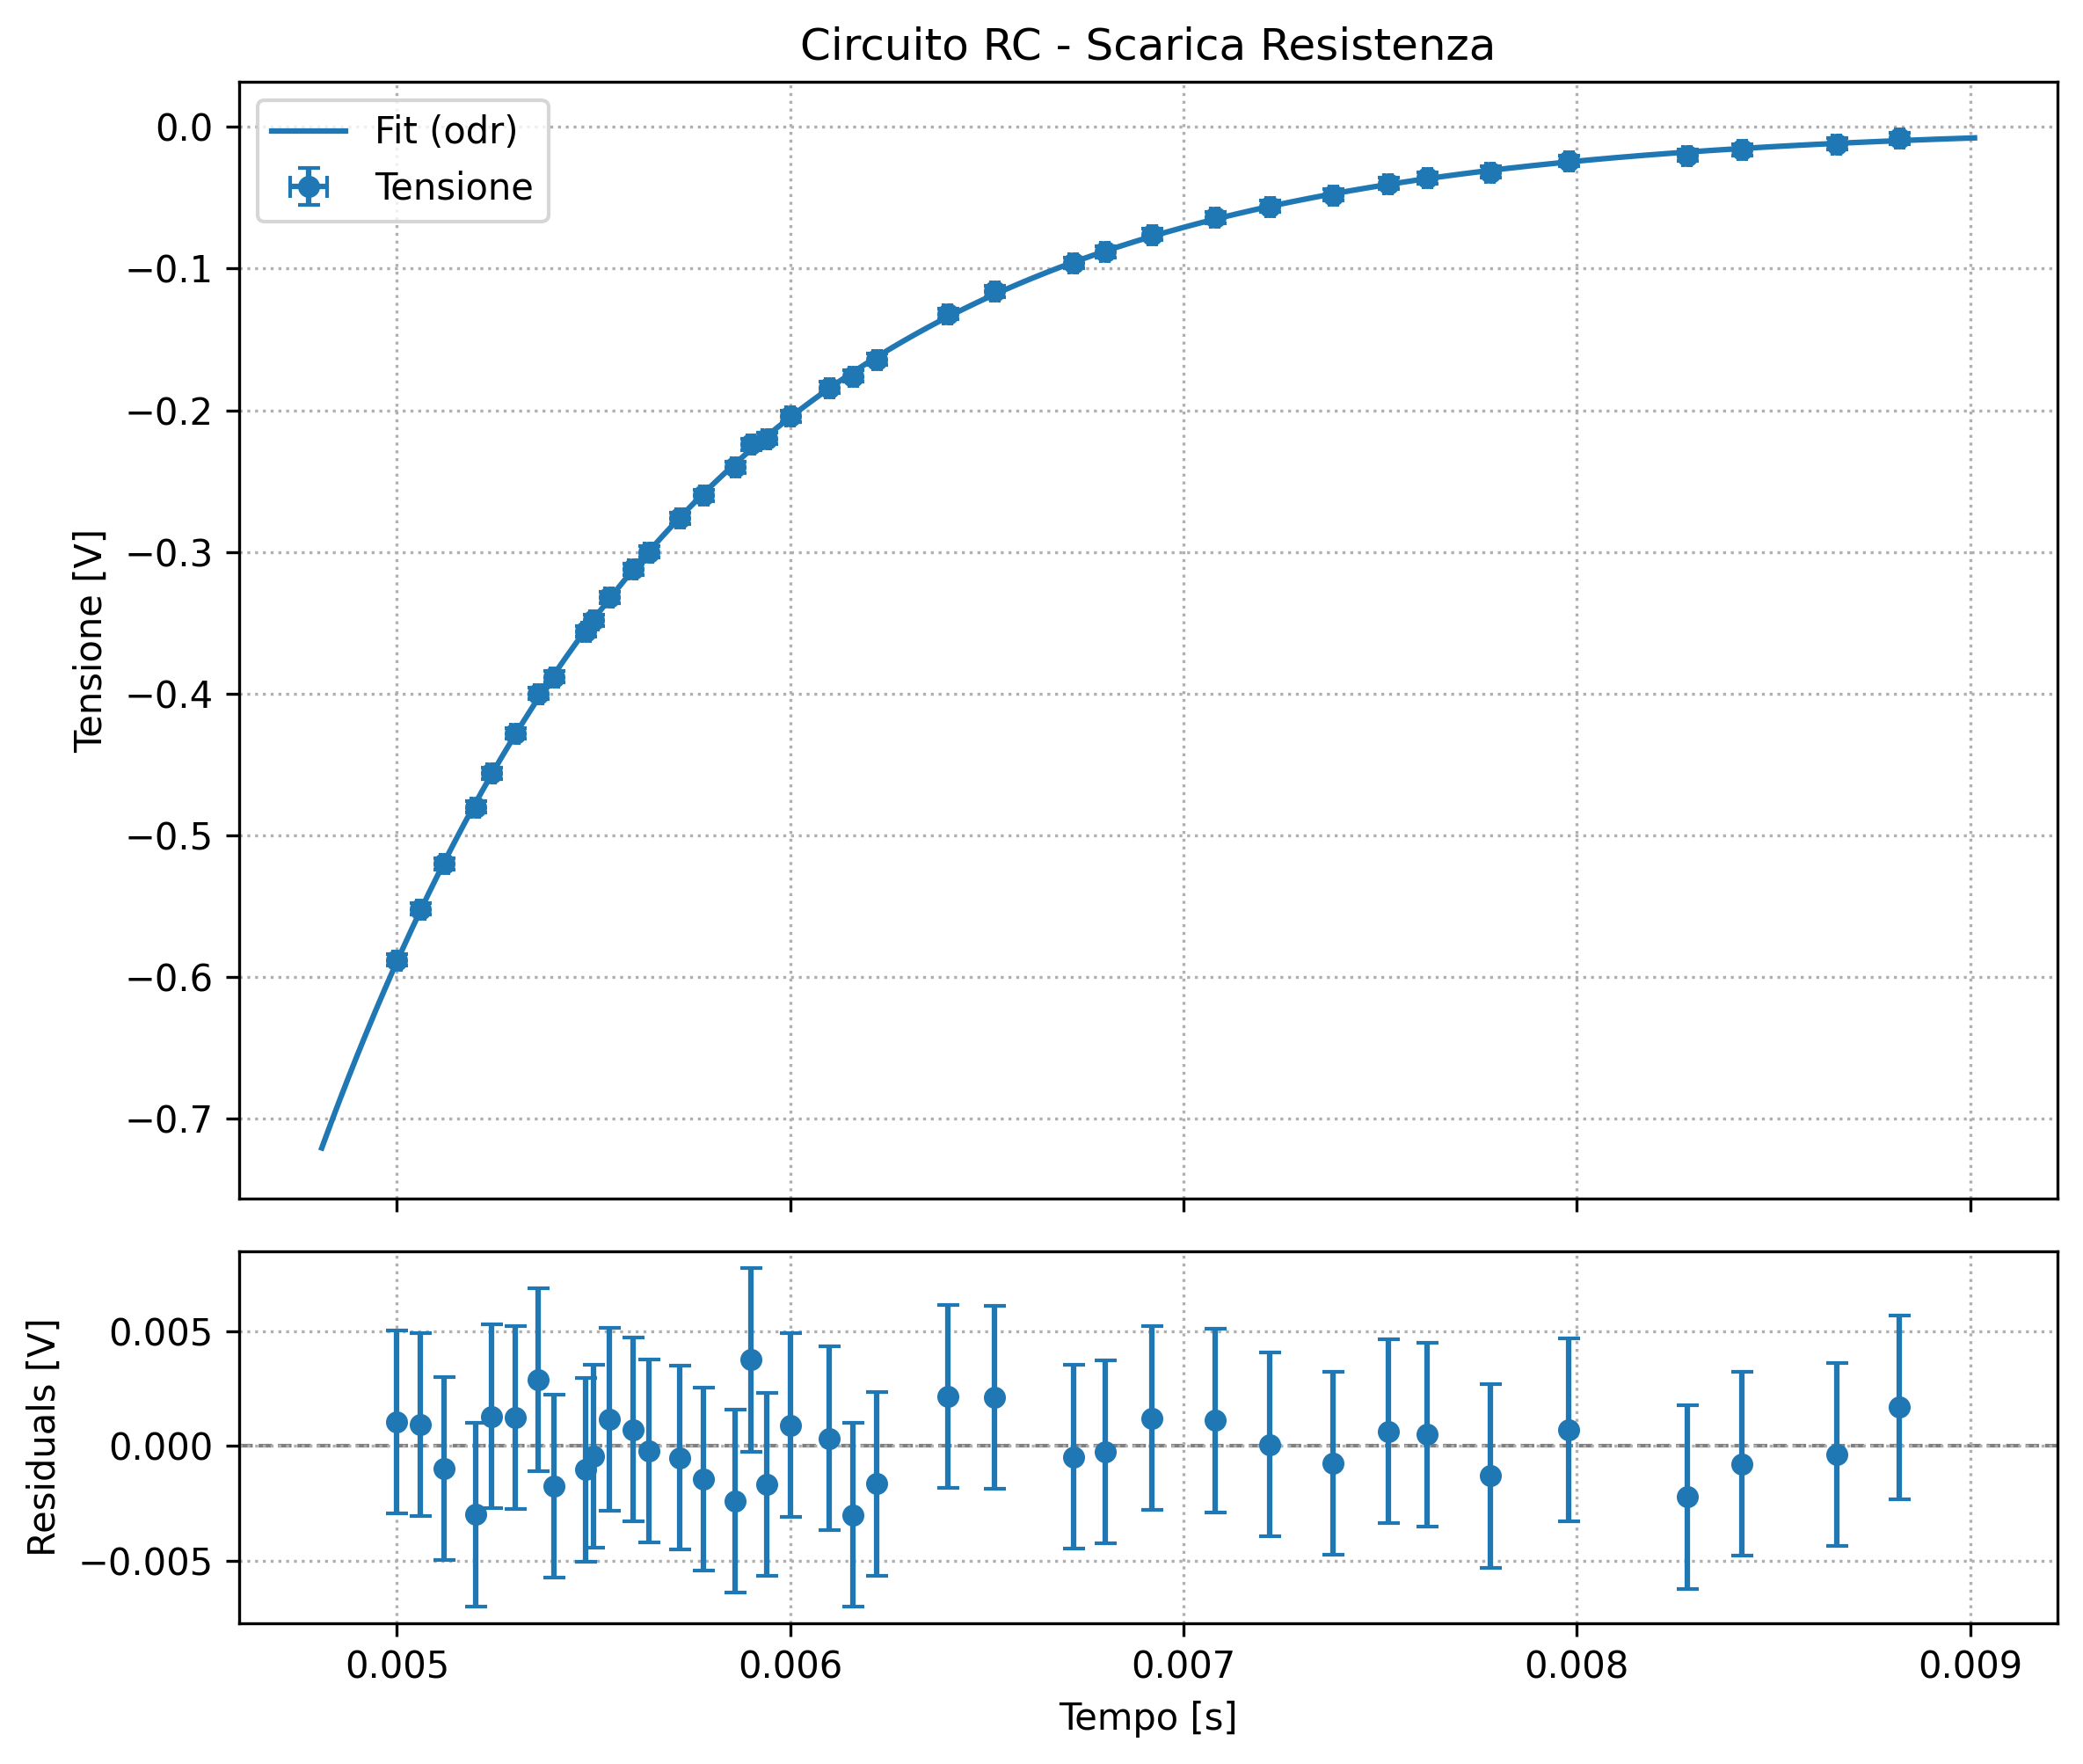 Circuito RC - Scarica Resistenza
Fit (odr)
Tensione
Tensione [V]
0.0
−0.1
−0.2
−0.3
−0.4
−0.5
−0.6
−0.7
Residuals [V]
0.005
0.000
−0.005
0.005
0.006
0.007
0.008
0.009
Tempo [s]